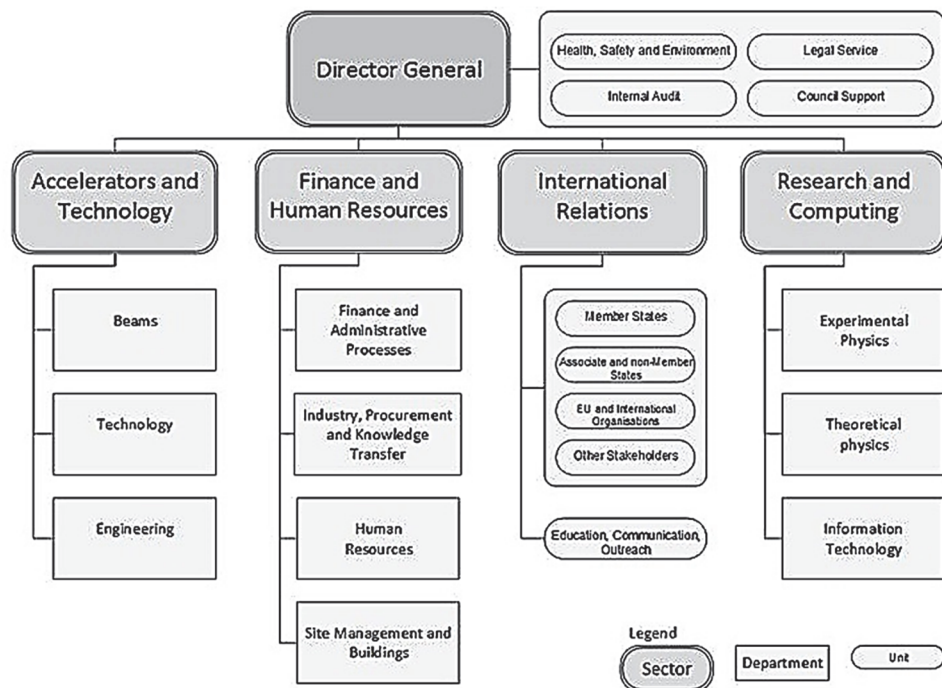 Director General
Health, Safety and Environment
Legal Service
Internal Audit
Council Support
Accelerators and
Technology
Finance and
Human Resources
International
Relations
Research and
Computing
Beams
Technology
Engineering
Finance and
Administrative
Processes
Industry, Procurement
and Knowledge
Transfer
Human
Resources
Site Management and
Buildings
Member States
Associate and non-Member
States
EU and International
Organisations
Other Stakeholders
Education, Communication,
Outreach
Experimental
Physics
Theoretical
physics
Information
Technology
Legend
Sector
Department
Unit